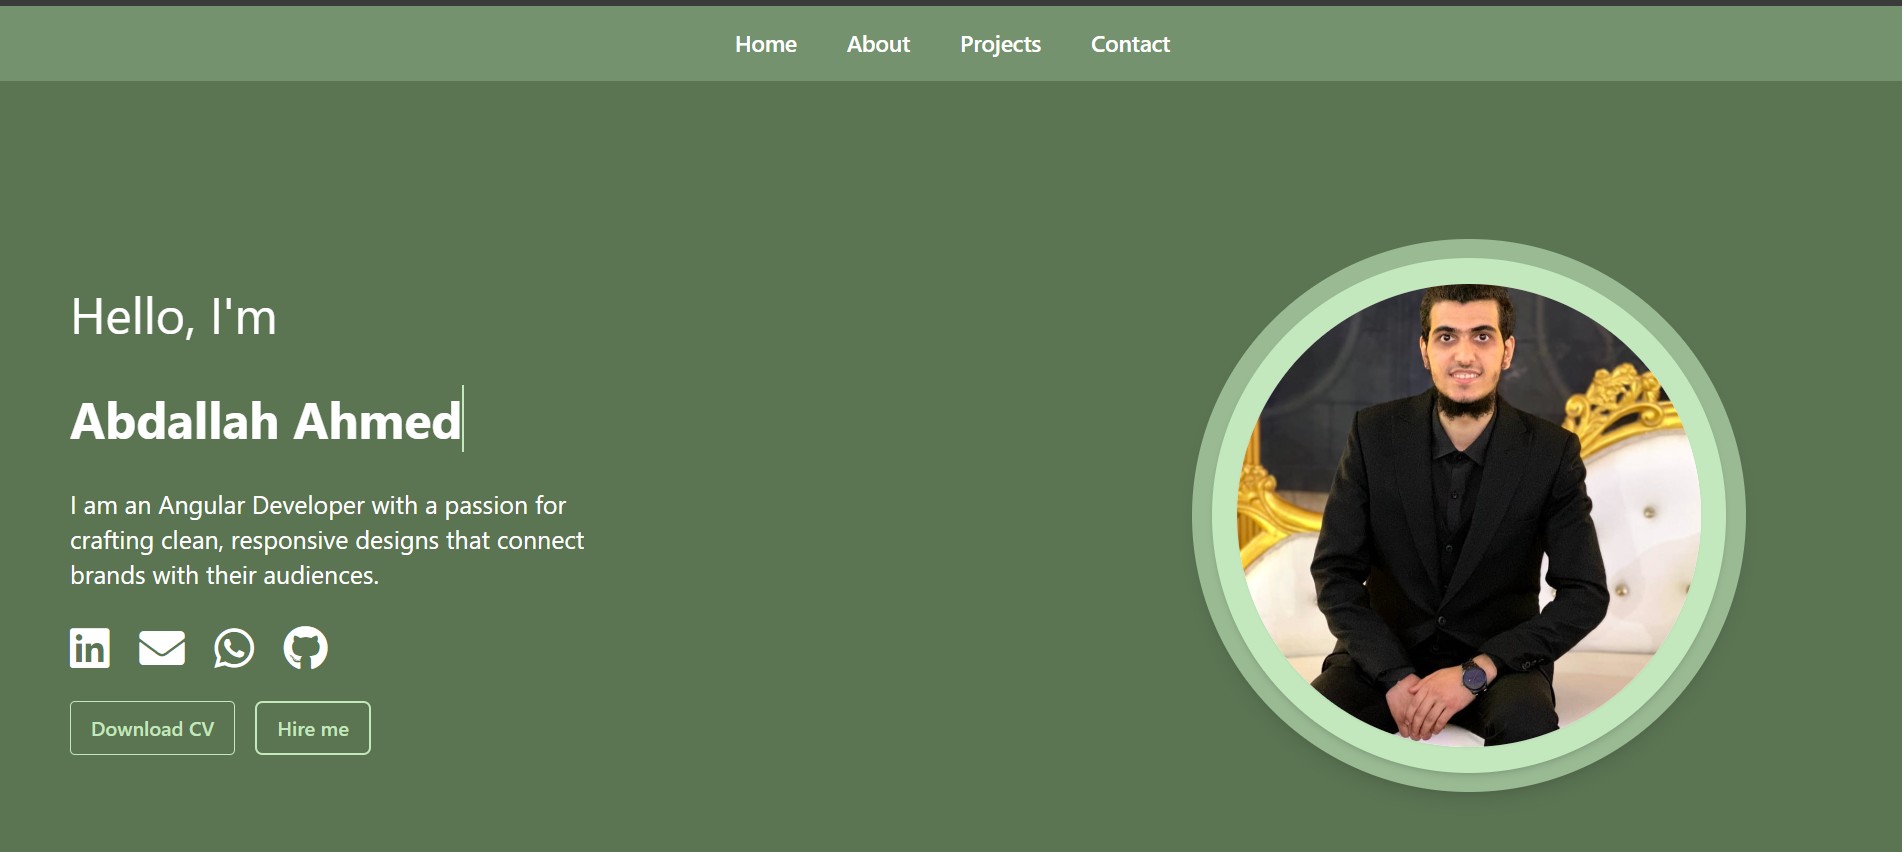 Home About Projects Contact
Hello, I'm
Abdallah Ahmed
I am an Angular Developer with a passion for
crafting clean, responsive designs that connect
brands with their audiences.
in
Download CV Hire me